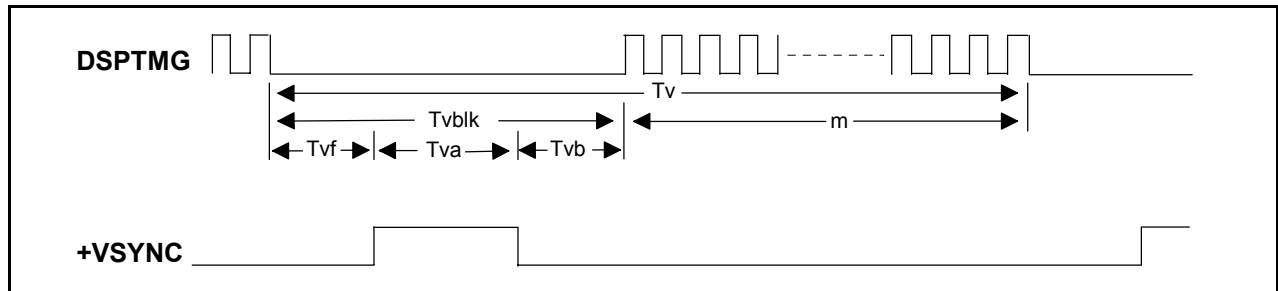 DSPTMG
Tv
Tvblk
m
Tvf
Tva
Tvb
+VSYNC